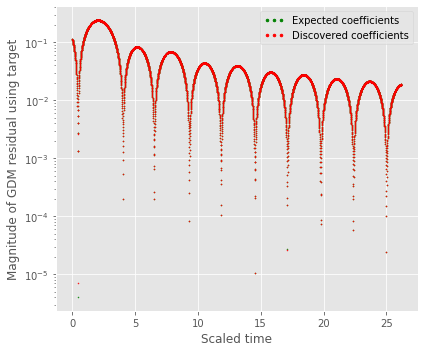 Expected coefficients
Discovered coefficients
Magnitude of GDM residual using target
10⁻¹
10⁻²
10⁻³
10⁻⁴
10⁻⁵
0 5 10 15 20 25
Scaled time